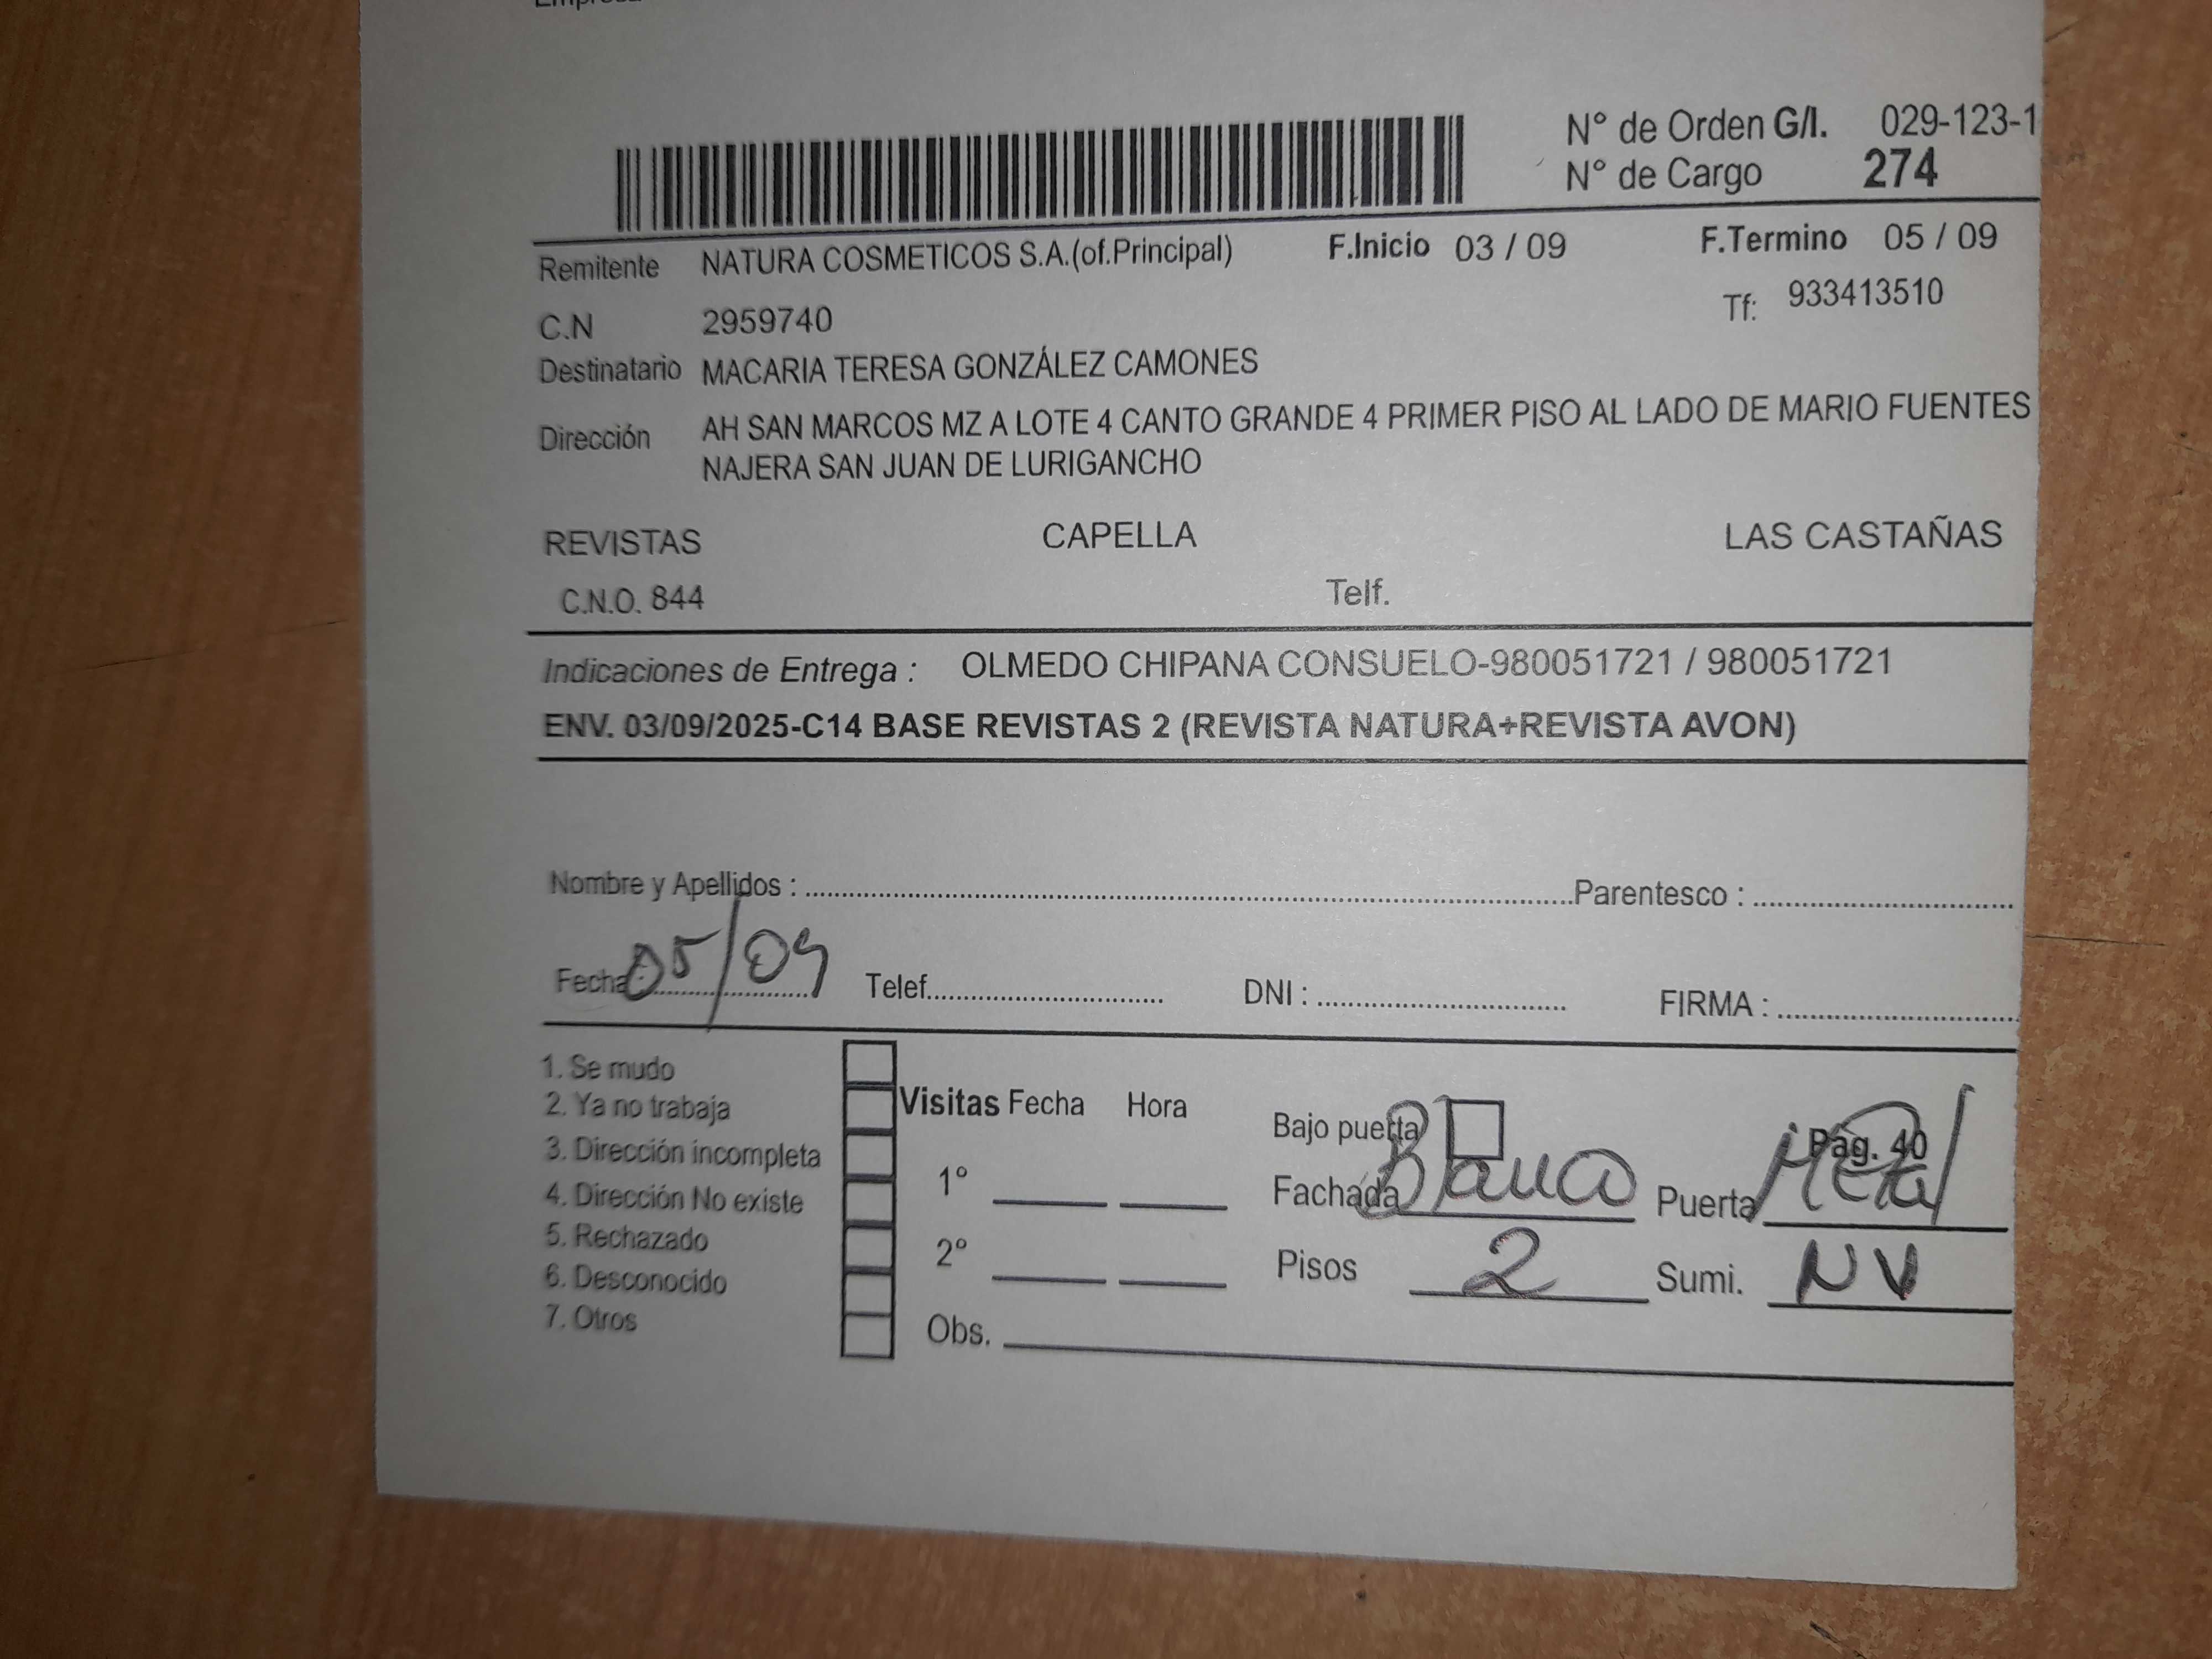 N° de Orden G/I. 029-123-1
N° de Cargo 274
Remitente NATURA COSMETICOS S.A.(of.Principal) F.Inicio 03 / 09 F.Termino 05 / 09
C.N 2959740 Tf: 933413510
Destinatario MACARIA TERESA GONZÁLEZ CAMONES
Dirección AH SAN MARCOS MZ A LOTE 4 CANTO GRANDE 4 PRIMER PISO AL LADO DE MARIO FUENTES
NAJERA SAN JUAN DE LURIGANCHO
REVISTAS CAPELLA LAS CASTAÑAS
C.N.O. 844 Telf.
Indicaciones de Entrega : OLMEDO CHIPANA CONSUELO-980051721 / 980051721
ENV. 03/09/2025-C14 BASE REVISTAS 2 (REVISTA NATURA+REVISTA AVON)
Nombre y Apellidos : Parentesco :
Fecha : 05/09 Telef. DNI : FIRMA :
1. Se mudo
2. Ya no trabaja Visitas Fecha Hora Bajo puerta Pág. 40
3. Dirección incompleta
4. Dirección No existe 1° Fachada Blanca Puerta Metal
5. Rechazado 2° Pisos 2 Sumi. NV
6. Desconocido
7. Otros Obs.